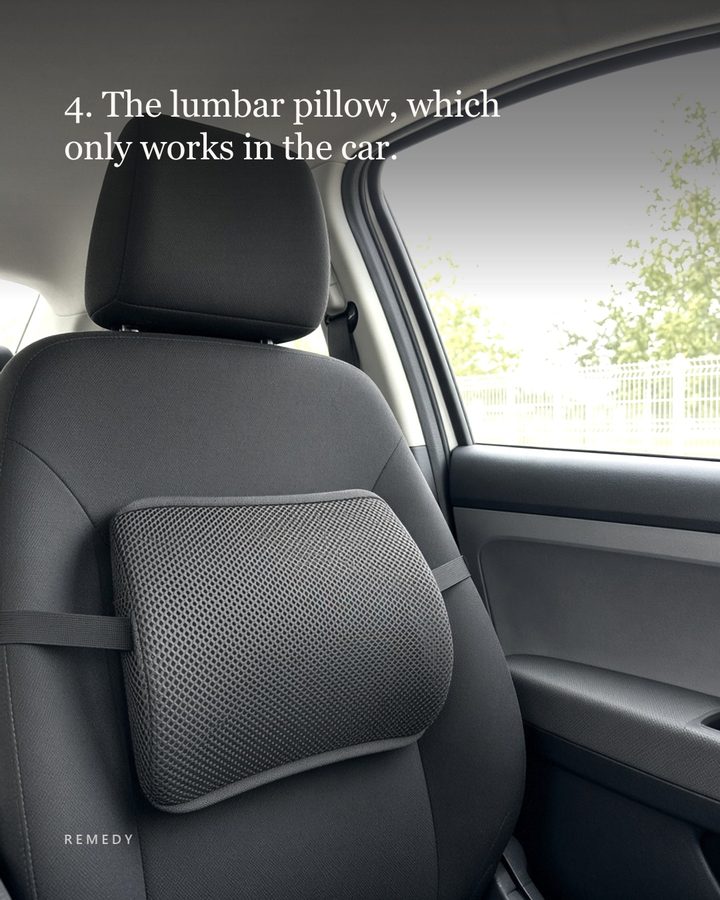 4. The lumbar pillow, which
only works in the car.
REMEDY